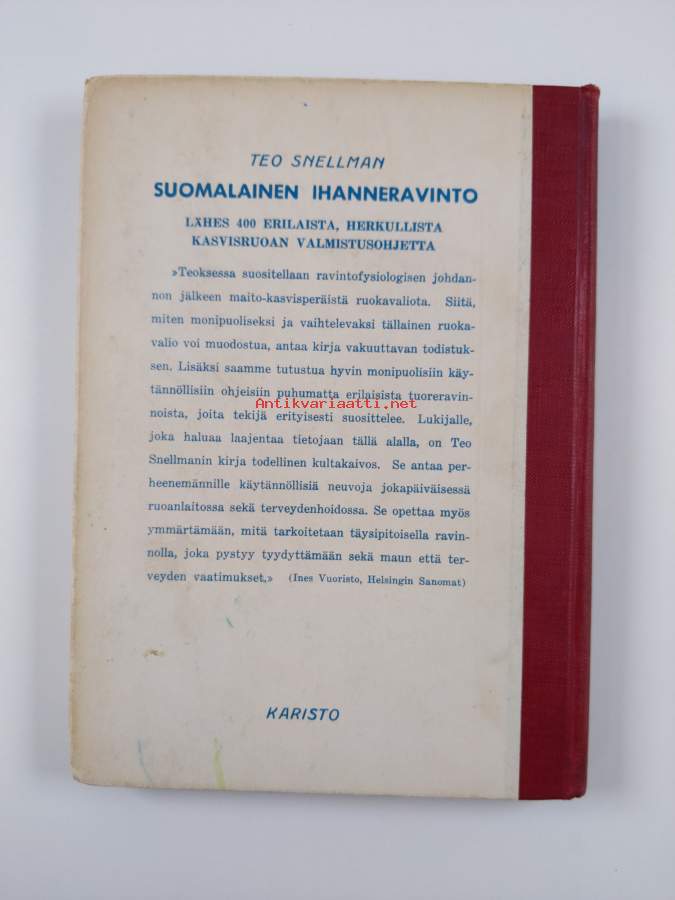 TEO SNELLMAN
SUOMALAINEN IHANNERAVINTO
LÄHES 400 ERILAISTA, HERKULLISTA
KASVISRUOAN VALMISTUSOHJETTA
»Teoksessa suositellaan ravintofysiologisen johdan-
non jälkeen maito-kasvisperäistä ruokavaliota. Siitä,
miten monipuoliseksi ja vaihtelevaksi tällainen ruoka-
valio voi muodostua, antaa kirja vakuuttavan todistuk-
sen. Lisäksi saamme tutustua hyvin monipuolisiin käy-
tännöllisiin ohjeisiin puhumatta erilaisista tuoreravin-
Antikvariaatti.net
noista, joita tekijä erityisesti suosittelee. Lukijalle,
joka haluaa laajentaa tietojaan tällä alalla, on Teo
Snellmanin kirja todellinen kultakaivos. Se antaa per-
heenemännille käytännöllisiä neuvoja jokapäiväisessä
ruoanlaitossa sekä terveydenhoidossa. Se opettaa myös
ymmärtämään, mitä tarkoitetaan täysipitoisella ravin-
nolla, joka pystyy tyydyttämään sekä maun että ter-
veyden vaatimukset.» (Ines Vuoristo, Helsingin Sanomat)
KARISTO